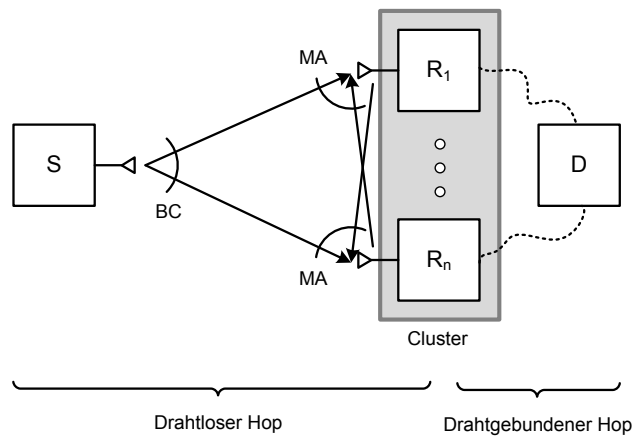 MA
R1
S
BC
D
MA
Rn
Cluster
Drahtloser Hop
Drahtgebundener Hop